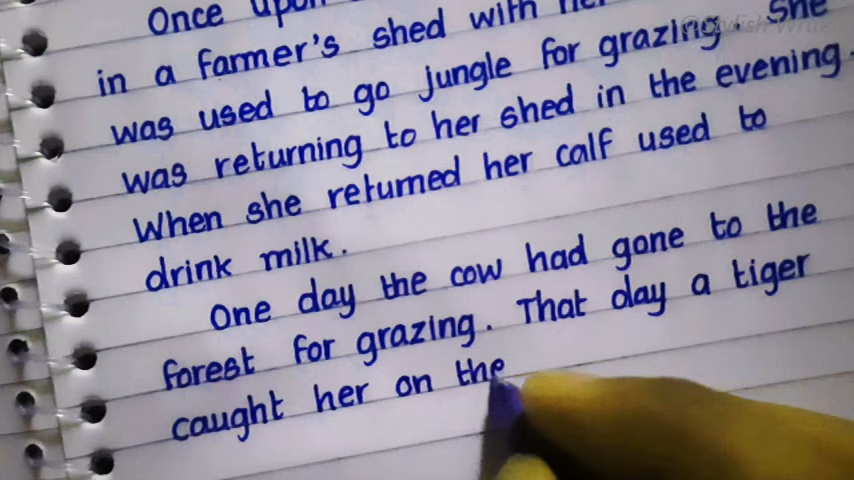 Once upon
in a farmer's shed with her
was used to go jungle for grazing. She
was returning to her shed in the evening.
When she returned her calf used to
drink milk.
One day the cow had gone to the
forest for grazing. That day a tiger
caught her on the